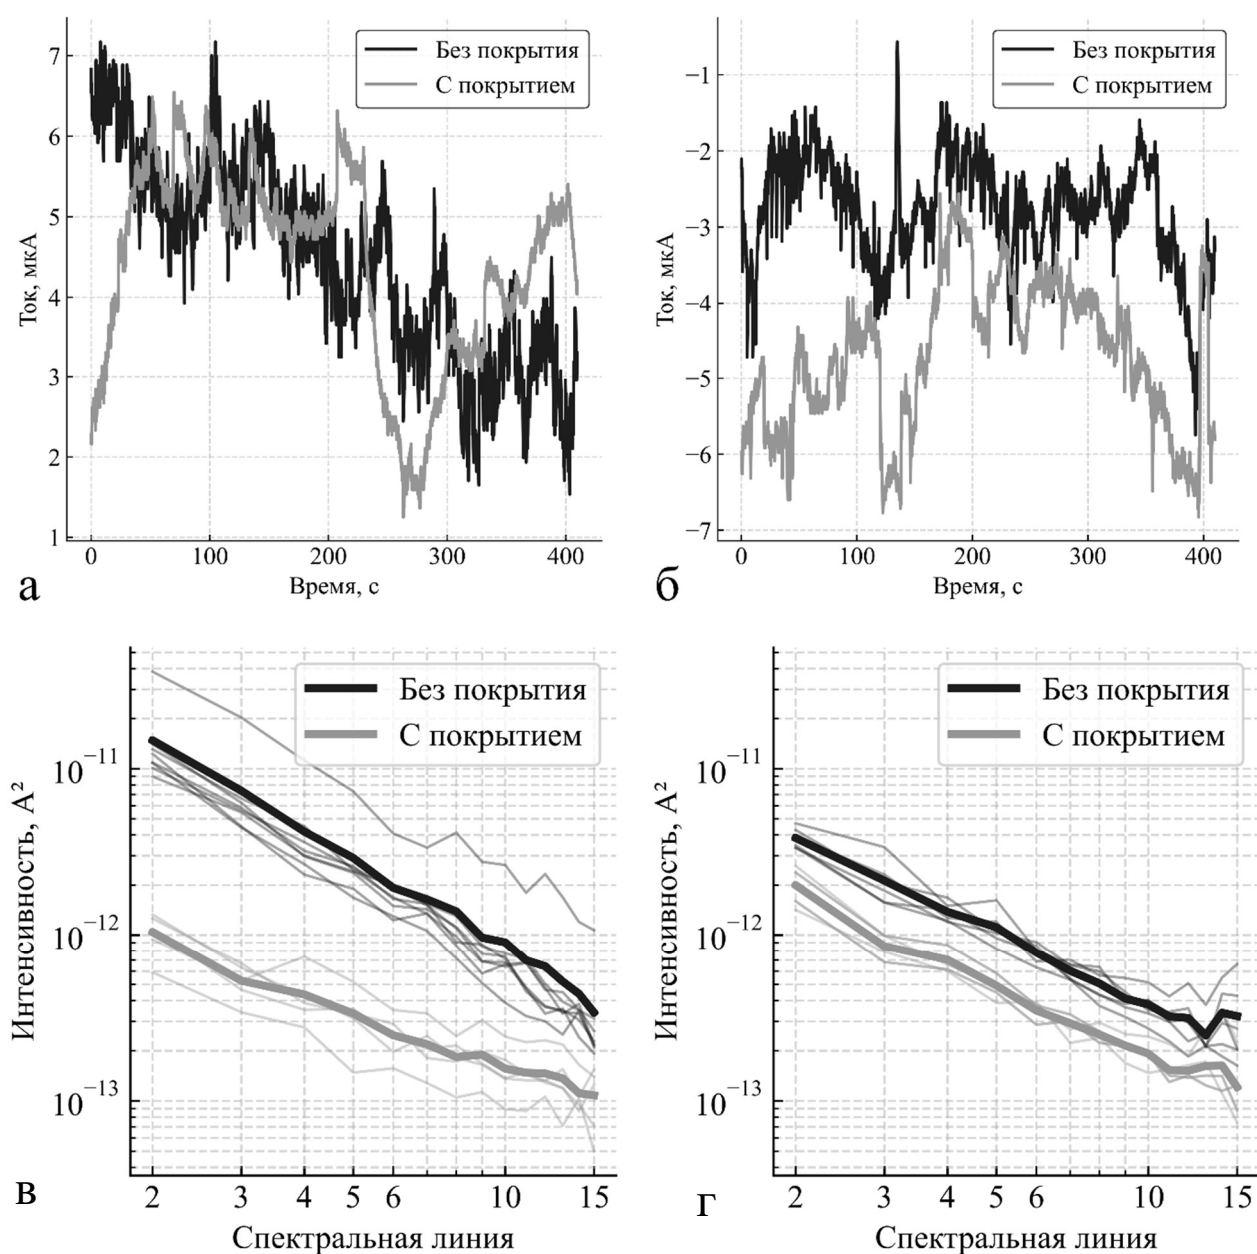 7
6
5
4
3
2
1
Ток, мкА
0
100
200
300
400
Время, с
Без покрытия
С покрытием
а
−1
−2
−3
−4
−5
−6
−7
Ток, мкА
0
100
200
300
400
Время, с
Без покрытия
С покрытием
б
10⁻¹¹
10⁻¹²
10⁻¹³
Интенсивность, А²
2
3
4
5
6
10
15
Спектральная линия
Без покрытия
С покрытием
в
10⁻¹¹
10⁻¹²
10⁻¹³
Интенсивность, А²
2
3
4
5
6
10
15
Спектральная линия
Без покрытия
С покрытием
г